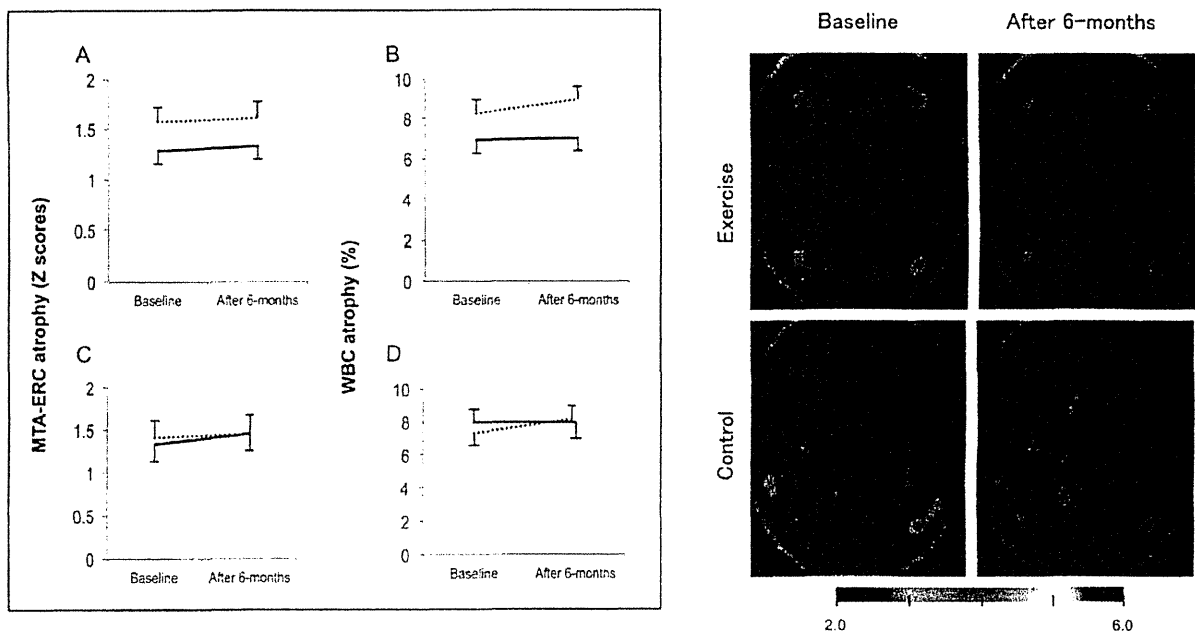 A
2
1.5
1
0.5
0
Baseline After 6-months
B
10
8
6
4
2
0
Baseline After 6-months
C
2
1.5
1
0.5
0
Baseline After 6-months
D
10
8
6
4
2
0
Baseline After 6-months
MTA-ERC atrophy (Z scores)
WBC atrophy (%)
Baseline After 6-months
Exercise
Control
2.0 6.0